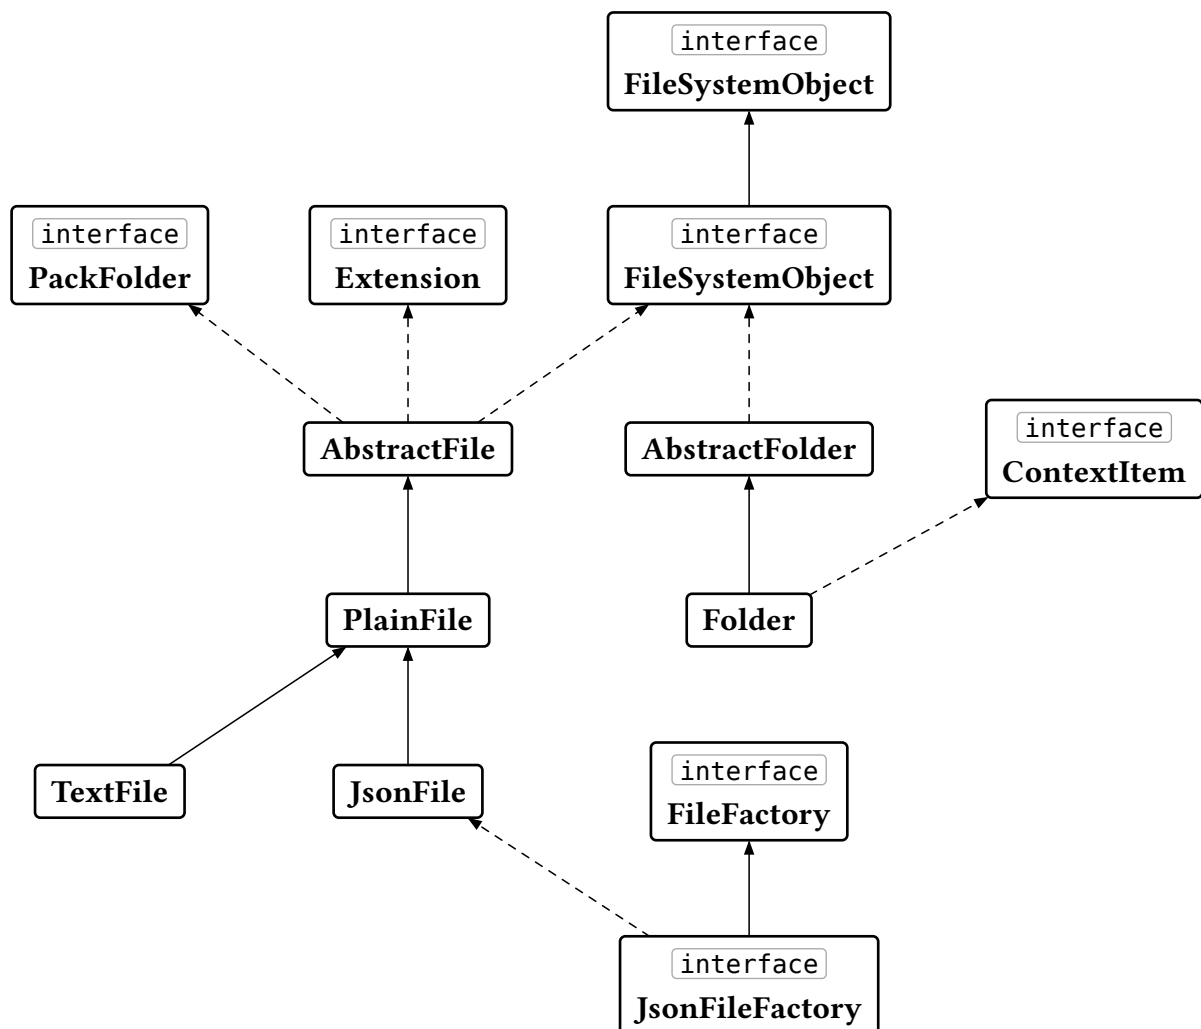 interface
FileSystemObject
interface
PackFolder
interface
Extension
interface
FileSystemObject
AbstractFile
AbstractFolder
interface
ContextItem
PlainFile
Folder
TextFile
JsonFile
interface
FileFactory
interface
JsonFileFactory